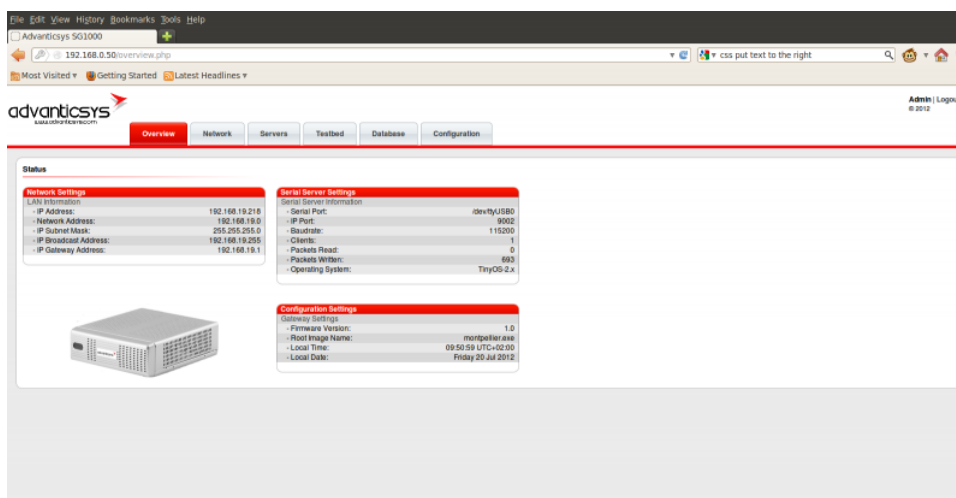 File Edit View History Bookmarks Tools Help
Advanticsys SG1000
192.168.0.50/overview.php
css put text to the right
Most Visited Getting Started Latest Headlines
advanticsys
www.advanticsys.com
Admin | Logou
© 2012
Overview Network Servers Testbed Database Configuration
Status
Network Settings
LAN Information
- IP Address: 192.168.19.218
- Network Address: 192.168.19.0
- IP Subnet Mask: 255.255.255.0
- IP Broadcast Address: 192.168.19.255
- IP Gateway Address: 192.168.19.1
Serial Server Settings
Serial Server Information
- Serial Port: /dev/ttyUSB0
- IP Port: 9002
- Baudrate: 115200
- Clients: 1
- Packets Read: 0
- Packets Written: 693
- Operating System: TinyOS-2.x
Configuration Settings
Gateway Settings
- Firmware Version: 1.0
- Root Image Name: montpellier.exe
- Local Time: 09:50:59 UTC+02:00
- Local Date: Friday 20 Jul 2012